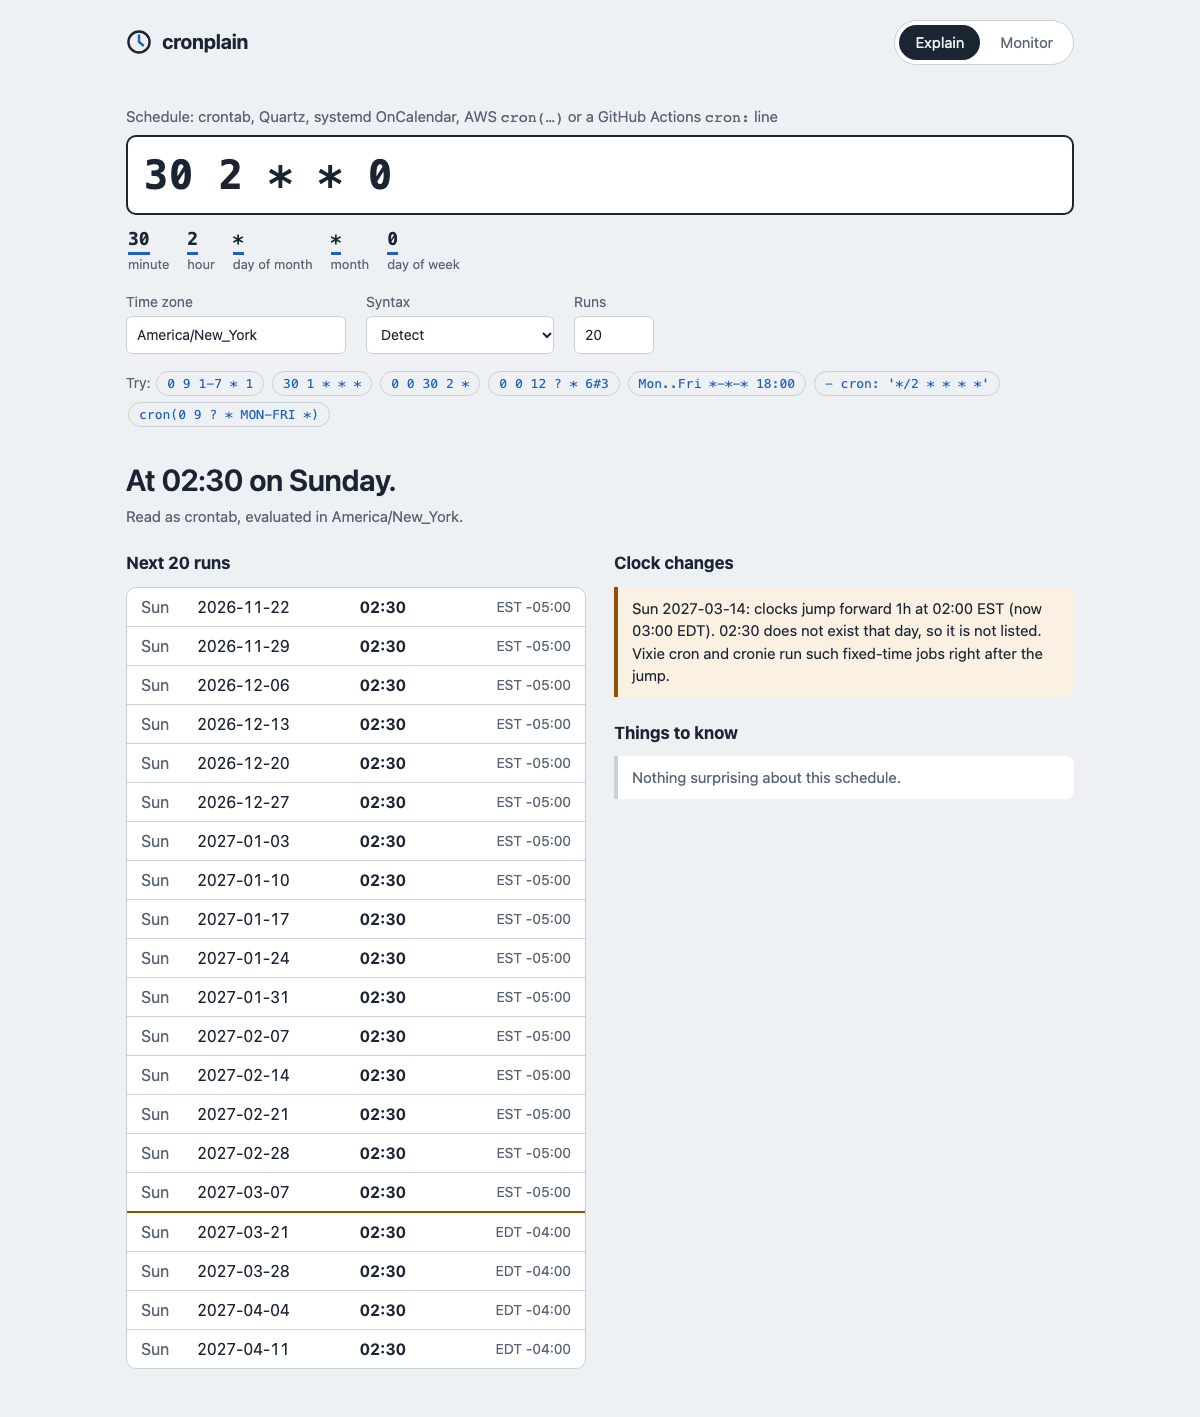 cronplain
Explain Monitor
Schedule: crontab, Quartz, systemd OnCalendar, AWS cron(…) or a GitHub Actions cron: line
30 2 * * 0
30 2 * * 0
minute hour day of month month day of week
Time zone Syntax Runs
America/New_York Detect 20
Try: 0 9 1-7 * 1 30 1 * * * 0 0 30 2 * 0 0 12 ? * 6#3 Mon..Fri *-*-* 18:00 - cron: '*/2 * * * *'
cron(0 9 ? * MON-FRI *)
At 02:30 on Sunday.
Read as crontab, evaluated in America/New_York.
Next 20 runs
Sun 2026-11-22 02:30 EST -05:00
Sun 2026-11-29 02:30 EST -05:00
Sun 2026-12-06 02:30 EST -05:00
Sun 2026-12-13 02:30 EST -05:00
Sun 2026-12-20 02:30 EST -05:00
Sun 2026-12-27 02:30 EST -05:00
Sun 2027-01-03 02:30 EST -05:00
Sun 2027-01-10 02:30 EST -05:00
Sun 2027-01-17 02:30 EST -05:00
Sun 2027-01-24 02:30 EST -05:00
Sun 2027-01-31 02:30 EST -05:00
Sun 2027-02-07 02:30 EST -05:00
Sun 2027-02-14 02:30 EST -05:00
Sun 2027-02-21 02:30 EST -05:00
Sun 2027-02-28 02:30 EST -05:00
Sun 2027-03-07 02:30 EST -05:00
Sun 2027-03-21 02:30 EDT -04:00
Sun 2027-03-28 02:30 EDT -04:00
Sun 2027-04-04 02:30 EDT -04:00
Sun 2027-04-11 02:30 EDT -04:00
Clock changes
Sun 2027-03-14: clocks jump forward 1h at 02:00 EST (now
03:00 EDT). 02:30 does not exist that day, so it is not listed.
Vixie cron and cronie run such fixed-time jobs right after the
jump.
Things to know
Nothing surprising about this schedule.